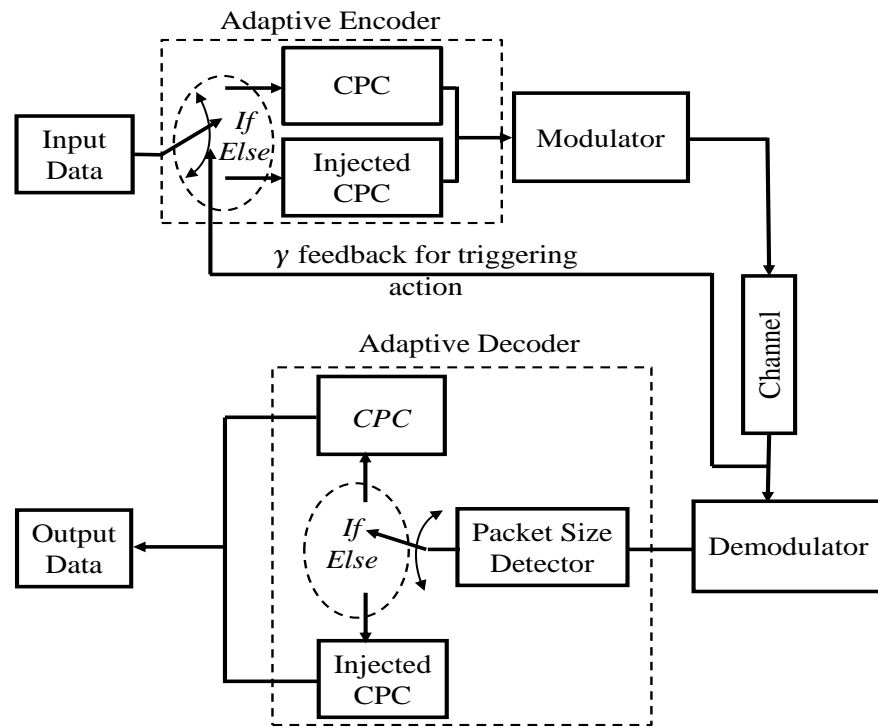 Adaptive Encoder
Input
Data
If
Else
CPC
Injected
CPC
Modulator
γ feedback for triggering
action
Channel
Adaptive Decoder
CPC
If
Else
Packet Size
Detector
Demodulator
Output
Data
Injected
CPC